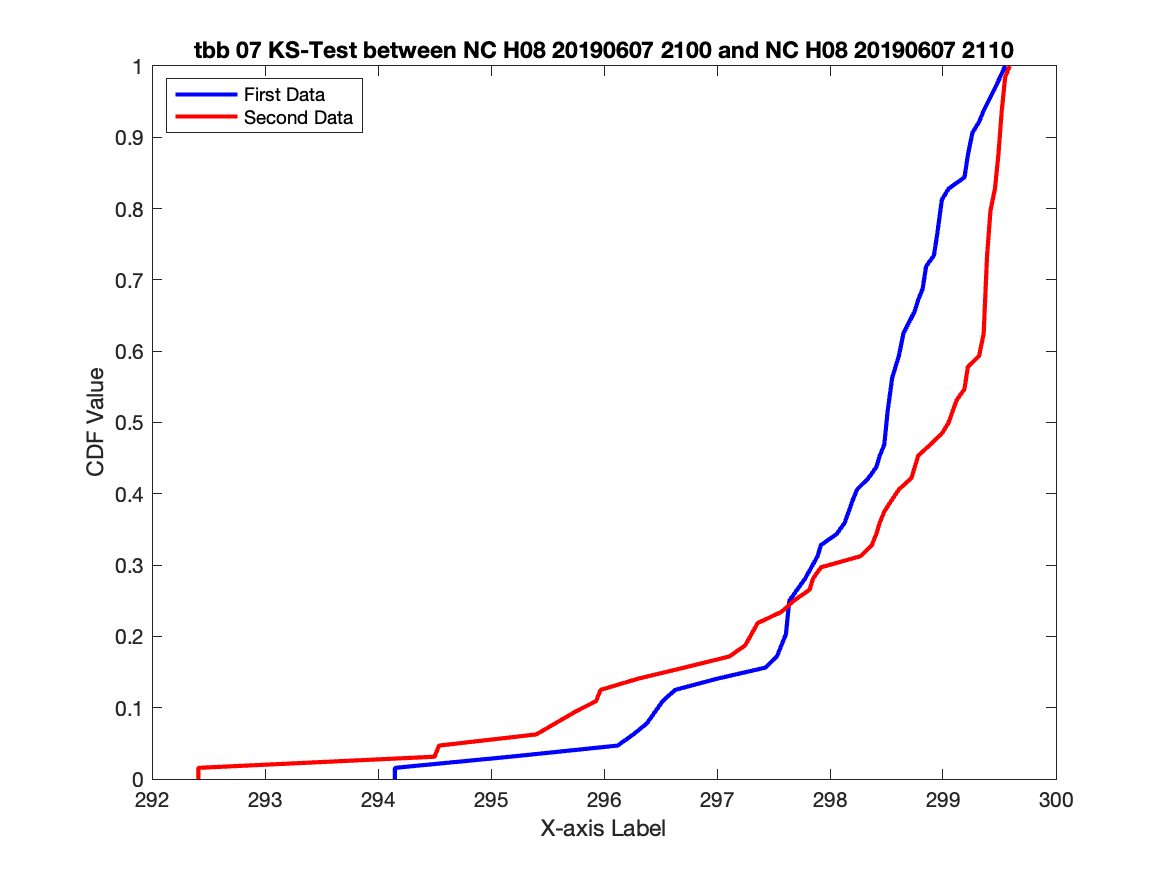 tbb 07 KS-Test between NC H08 20190607 2100 and NC H08 20190607 2110
First Data
Second Data
1
0.9
0.8
0.7
0.6
0.5
0.4
0.3
0.2
0.1
0
CDF Value
292 293 294 295 296 297 298 299 300
X-axis Label